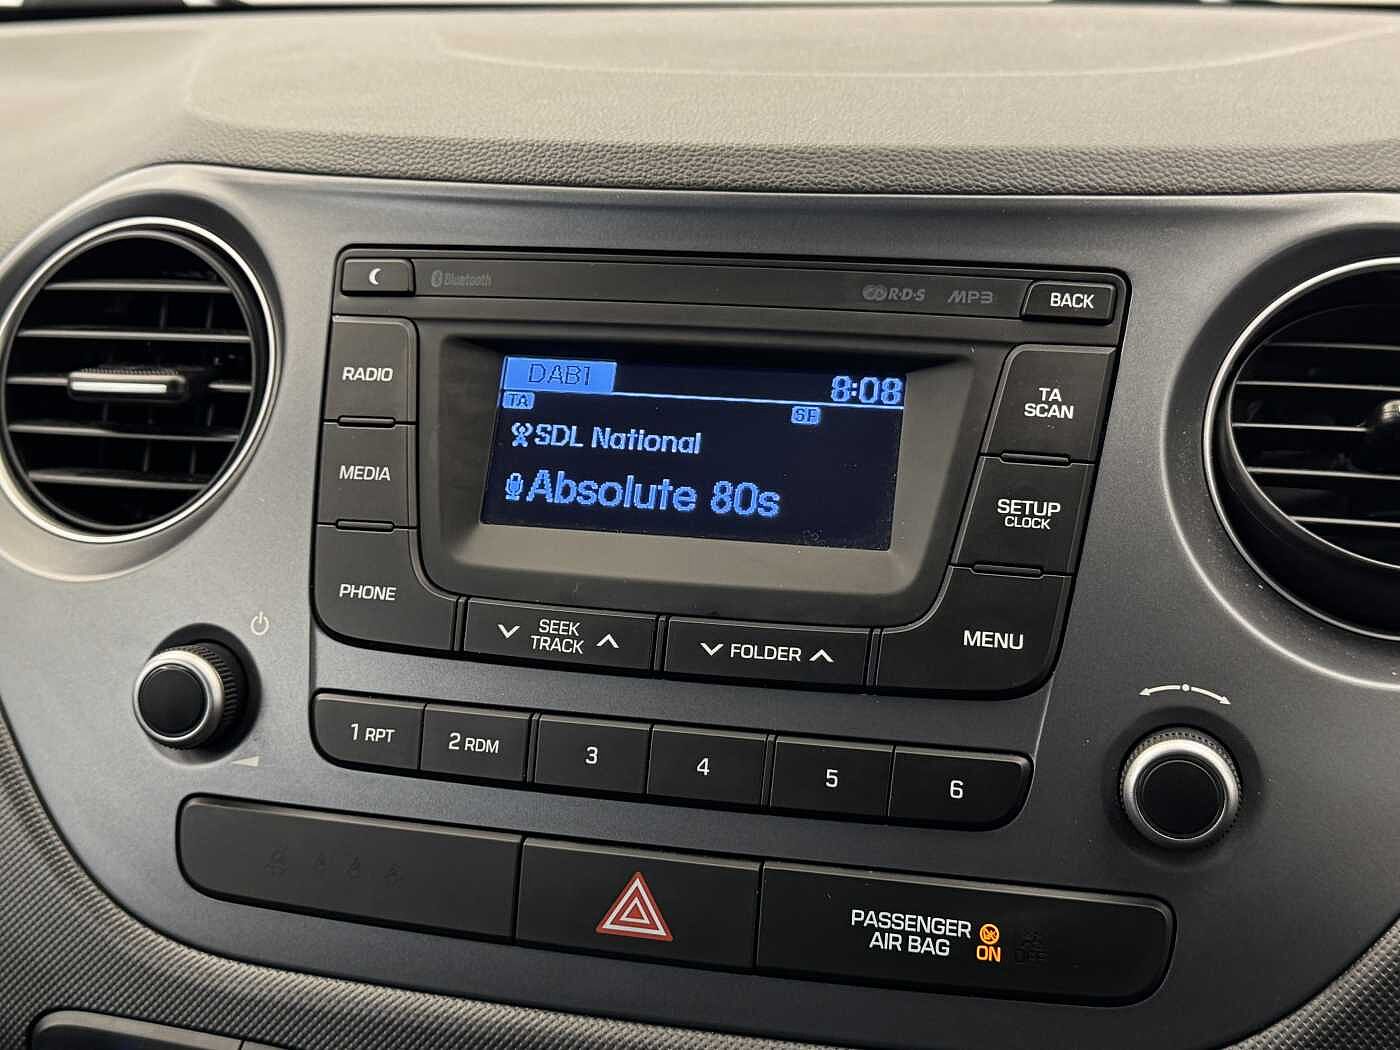 Bluetooth
R·D·S
MP3
BACK
RADIO
MEDIA
PHONE
DAB1
8:08
TA
SF
SDL National
Absolute 80s
TA
SCAN
SETUP
CLOCK
MENU
SEEK
TRACK
FOLDER
1 RPT
2 RDM
3
4
5
6
PASSENGER
AIR BAG
ON
OFF